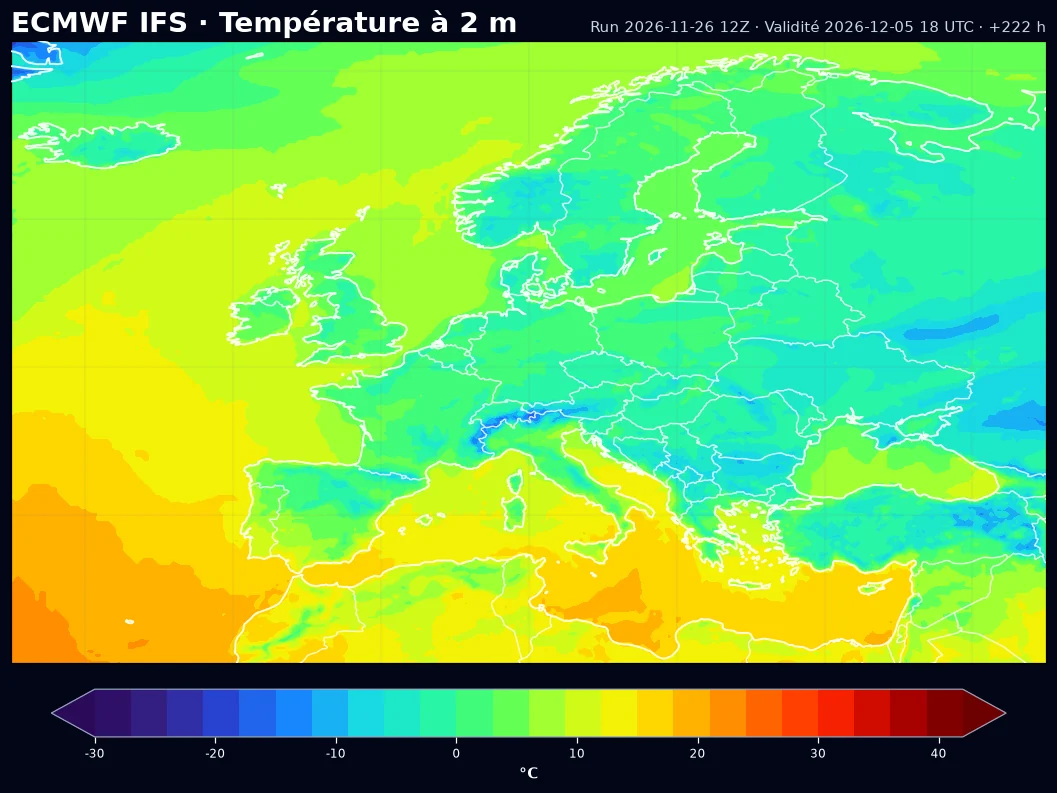 ECMWF IFS · Température à 2 m
Run 2026-11-26 12Z · Validité 2026-12-05 18 UTC · +222 h
-30 -20 -10 0 10 20 30 40
°C